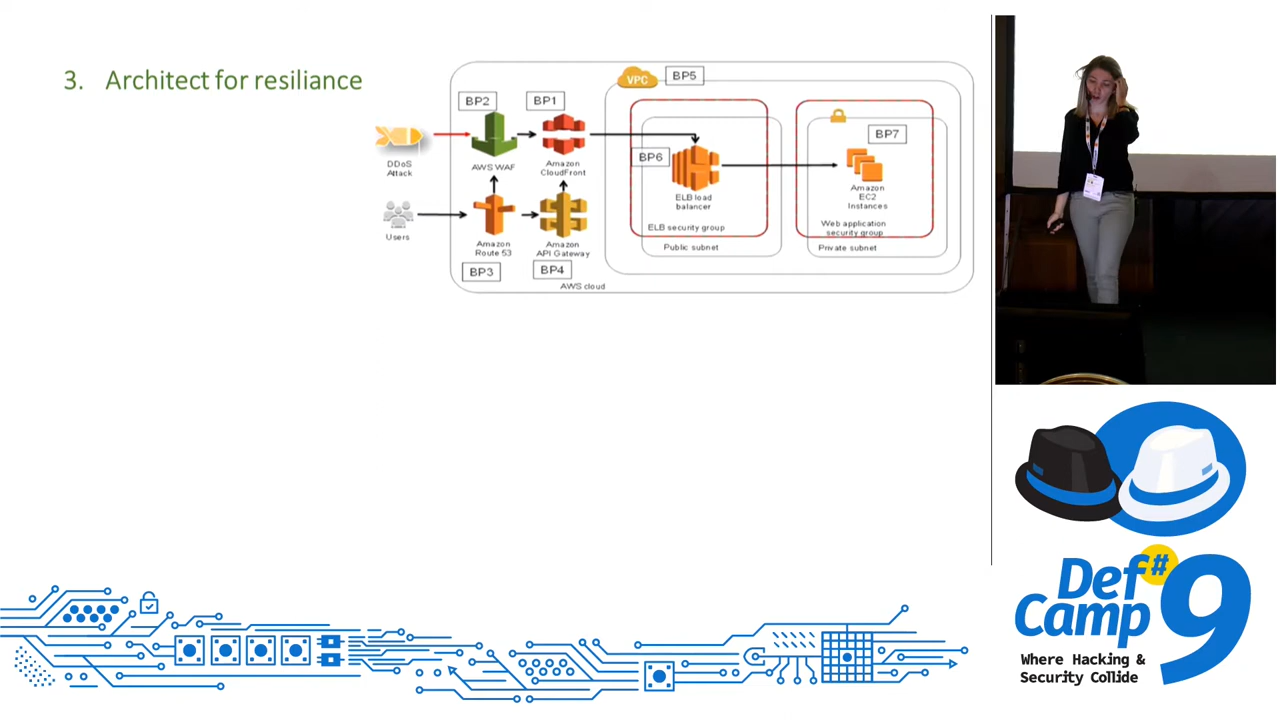 3. Architect for resiliance
VPC
BP5
BP2
BP1
BP7
BP6
DDoS
Attack
AWS WAF
Amazon
CloudFront
ELB load
balancer
Amazon
EC2
Instances
Users
Amazon
Route 53
Amazon
API Gateway
ELB security group
Public subnet
Web application
security group
Private subnet
BP3
BP4
AWS cloud
Def
Camp
#
9
Where Hacking &
Security Collide